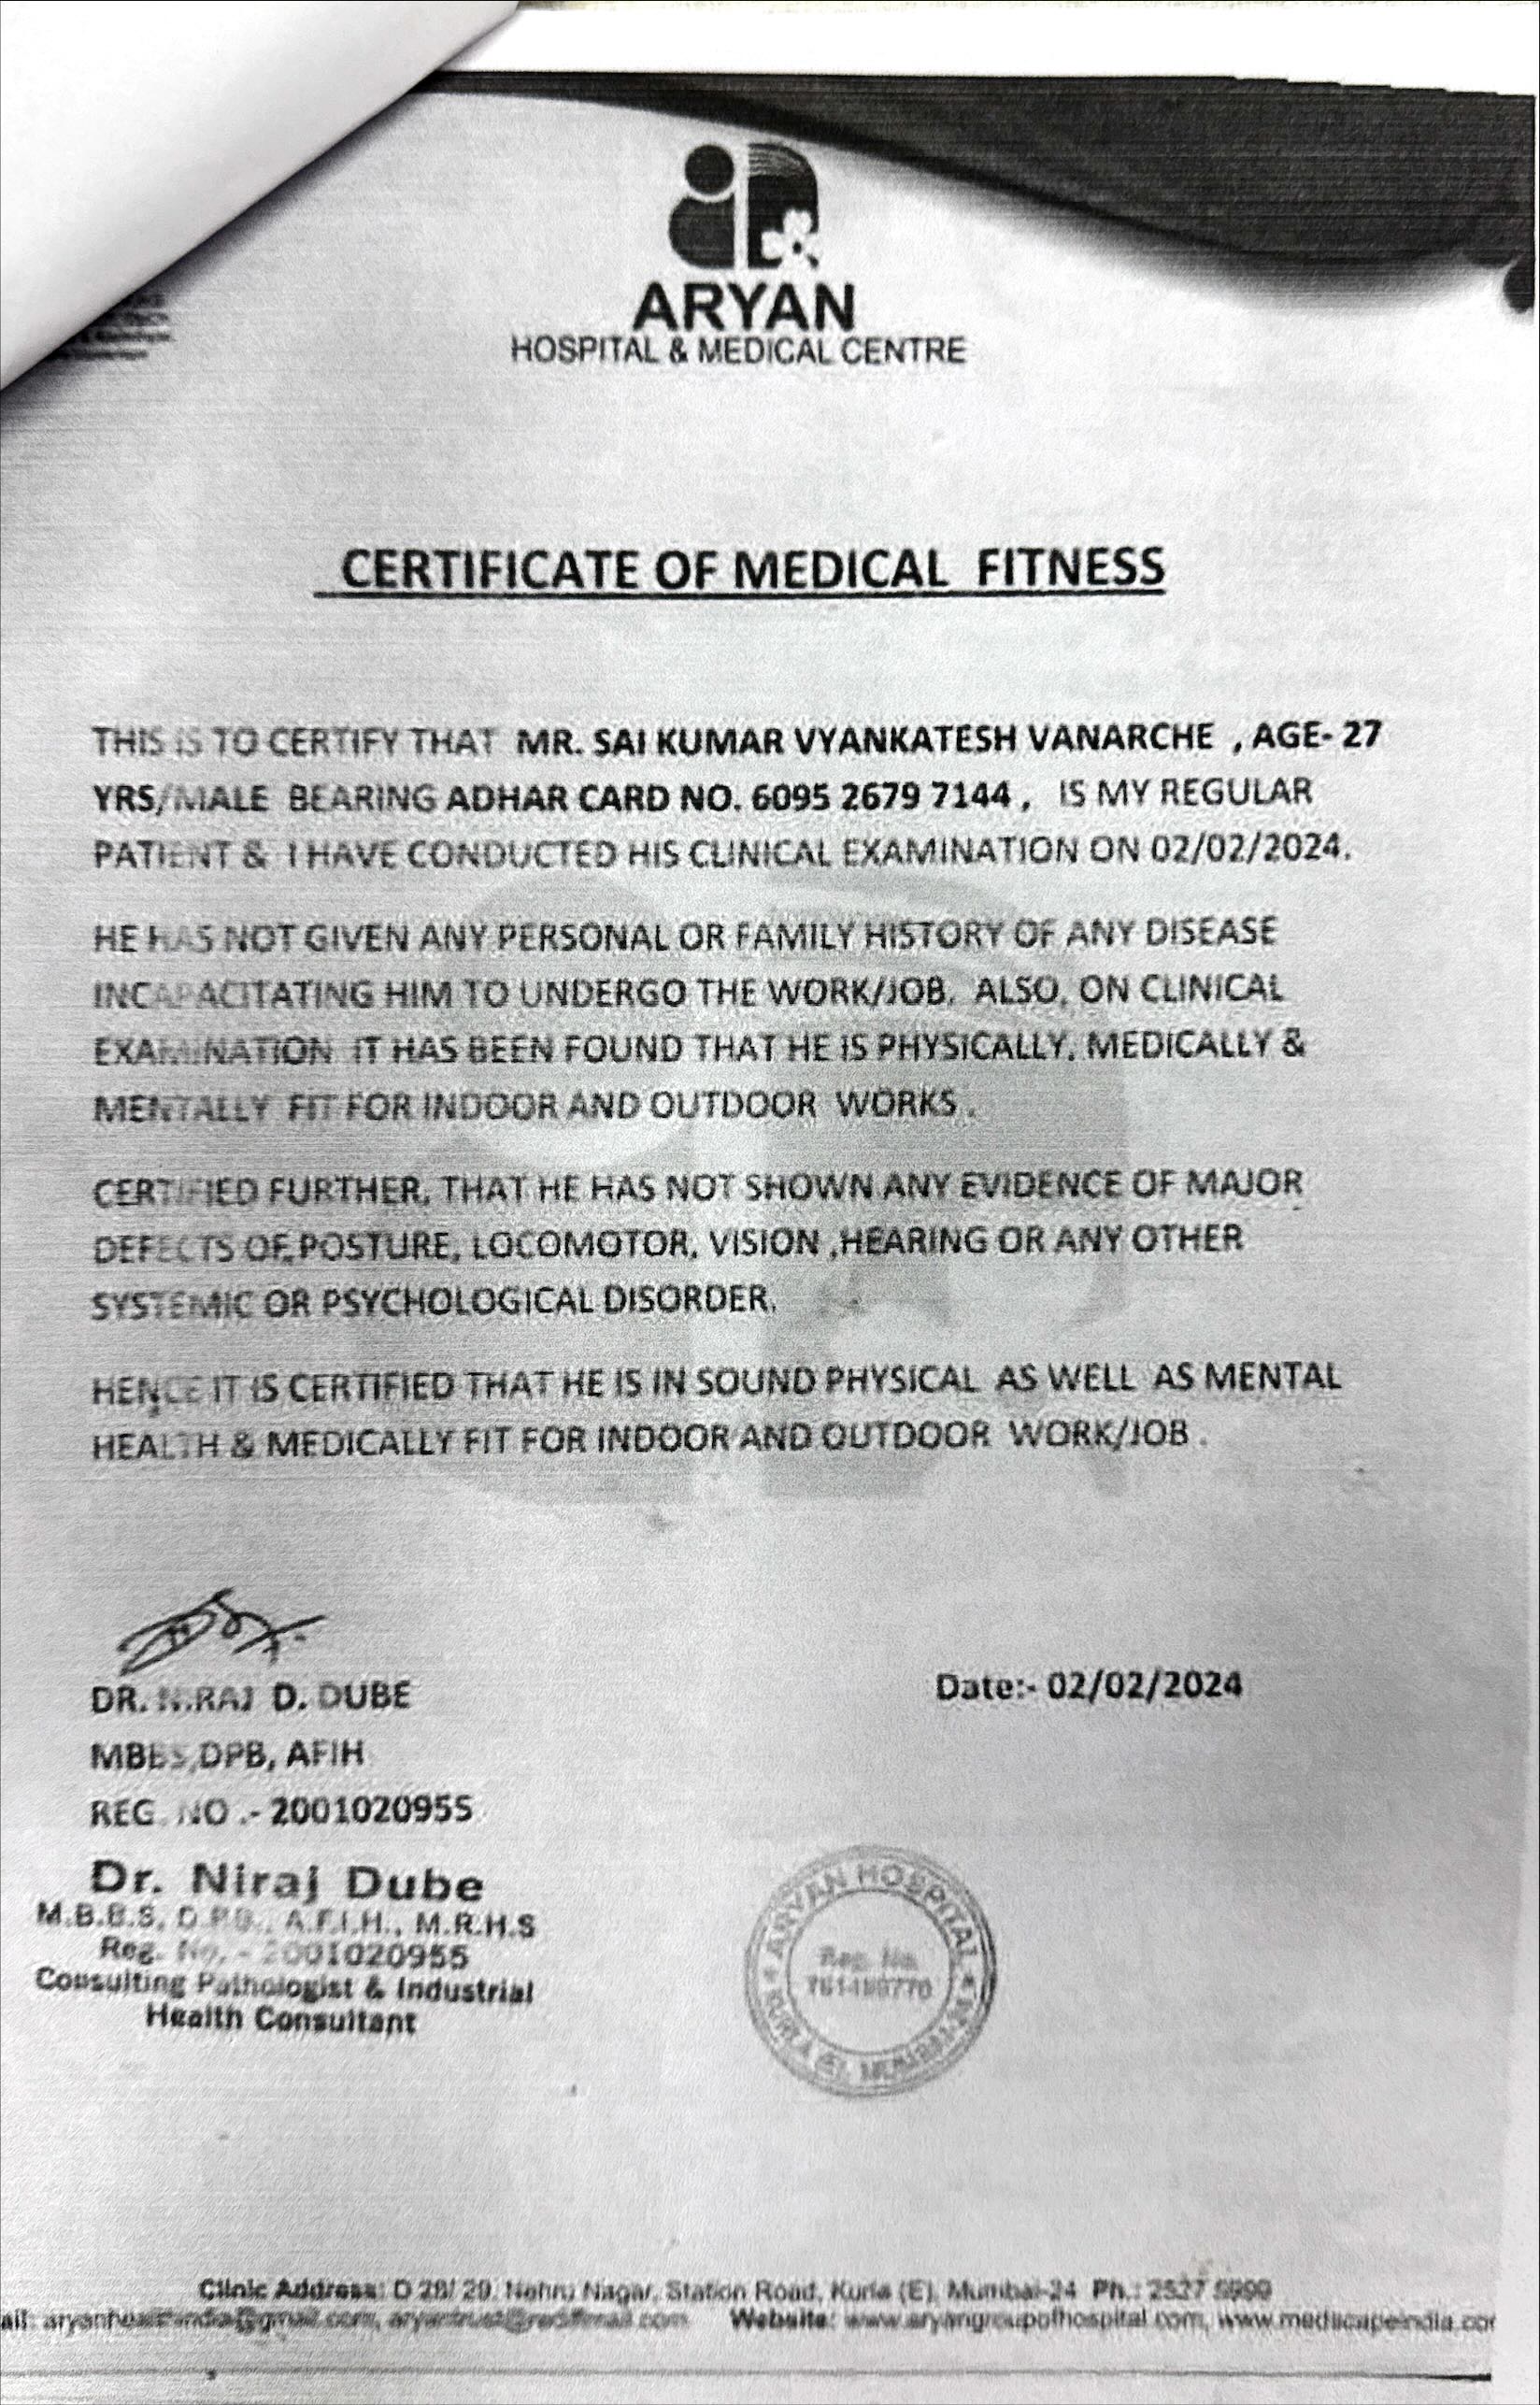 ARYAN
HOSPITAL & MEDICAL CENTRE
CERTIFICATE OF MEDICAL FITNESS
THIS IS TO CERTIFY THAT MR. SAI KUMAR VYANKATESH VANARCHE , AGE- 27
YRS/MALE BEARING ADHAR CARD NO. 6095 2679 7144 , IS MY REGULAR
PATIENT & I HAVE CONDUCTED HIS CLINICAL EXAMINATION ON 02/02/2024.
HE HAS NOT GIVEN ANY PERSONAL OR FAMILY HISTORY OF ANY DISEASE
INCAPACITATING HIM TO UNDERGO THE WORK/JOB. ALSO, ON CLINICAL
EXAMINATION IT HAS BEEN FOUND THAT HE IS PHYSICALLY, MEDICALLY &
MENTALLY FIT FOR INDOOR AND OUTDOOR WORKS .
CERTIFIED FURTHER, THAT HE HAS NOT SHOWN ANY EVIDENCE OF MAJOR
DEFECTS OF,POSTURE, LOCOMOTOR, VISION ,HEARING OR ANY OTHER
SYSTEMIC OR PSYCHOLOGICAL DISORDER.
HENCE IT IS CERTIFIED THAT HE IS IN SOUND PHYSICAL AS WELL AS MENTAL
HEALTH & MEDICALLY FIT FOR INDOOR AND OUTDOOR WORK/JOB .
DR. NIRAJ D. DUBE
Date:- 02/02/2024
MBBS,DPB, AFIH
REG. NO .- 2001020955
Dr. Niraj Dube
M.B.B.S, D.P.B., A.F.I.H., M.R.H.S
Reg. No. - 2001020955
Consulting Pathologist & Industrial
Health Consultant
ARYAN HOSPITAL
Reg. No.
KURLA (E), MUMBAI-24
Clinic Address: D 28/ 29, Nehru Nagar, Station Road, Kurla (E), Mumbai-24 Ph.: 2527 5999
aryantrust@rediffmail.com Website: www.aryangroupofhospital.com, www.mediscapeindia.cor